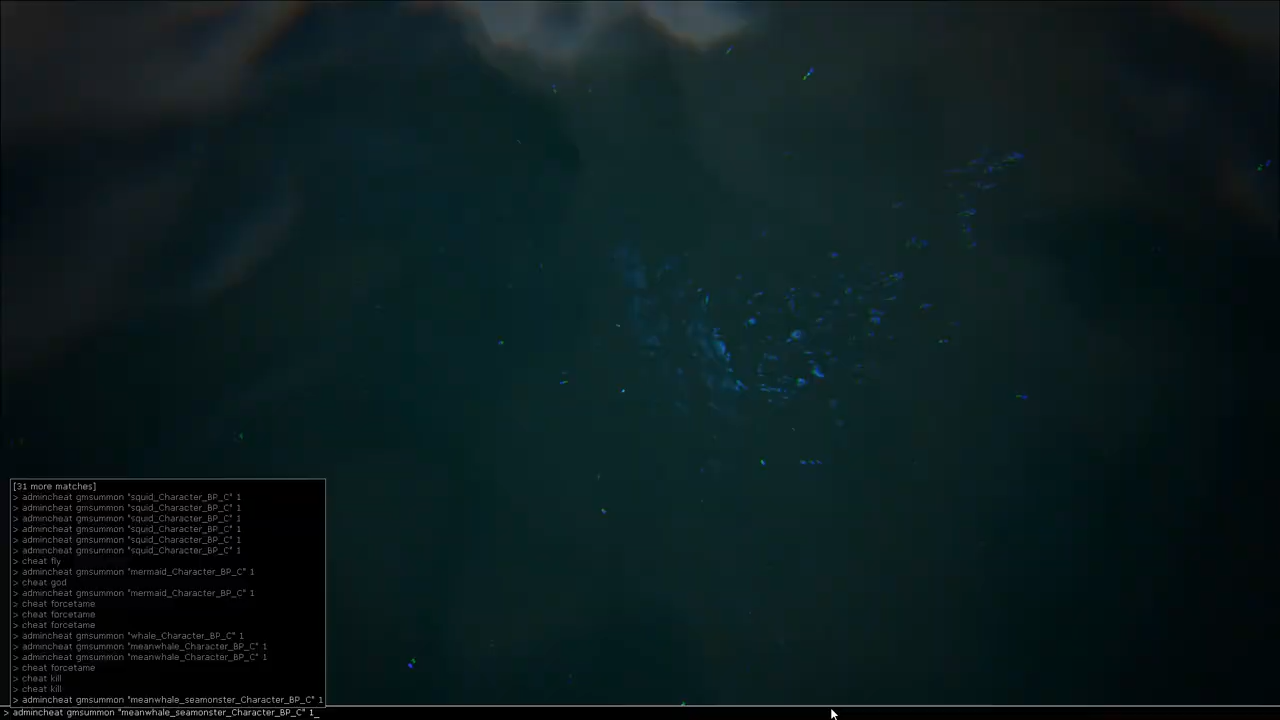 [31 more matches]
> admincheat gmsummon "squid_Character_BP_C" 1
> admincheat gmsummon "squid_Character_BP_C" 1
> admincheat gmsummon "squid_Character_BP_C" 1
> admincheat gmsummon "squid_Character_BP_C" 1
> admincheat gmsummon "squid_Character_BP_C" 1
> admincheat gmsummon "squid_Character_BP_C" 1
> cheat fly
> admincheat gmsummon "mermaid_Character_BP_C" 1
> cheat god
> admincheat gmsummon "mermaid_Character_BP_C" 1
> cheat forcetame
> cheat forcetame
> cheat forcetame
> admincheat gmsummon "whale_Character_BP_C" 1
> admincheat gmsummon "meanwhale_Character_BP_C" 1
> admincheat gmsummon "meanwhale_Character_BP_C" 1
> cheat forcetame
> cheat kill
> cheat kill
> admincheat gmsummon "meanwhale_seamonster_Character_BP_C" 1
> admincheat gmsummon "meanwhale_seamonster_Character_BP_C" 1_